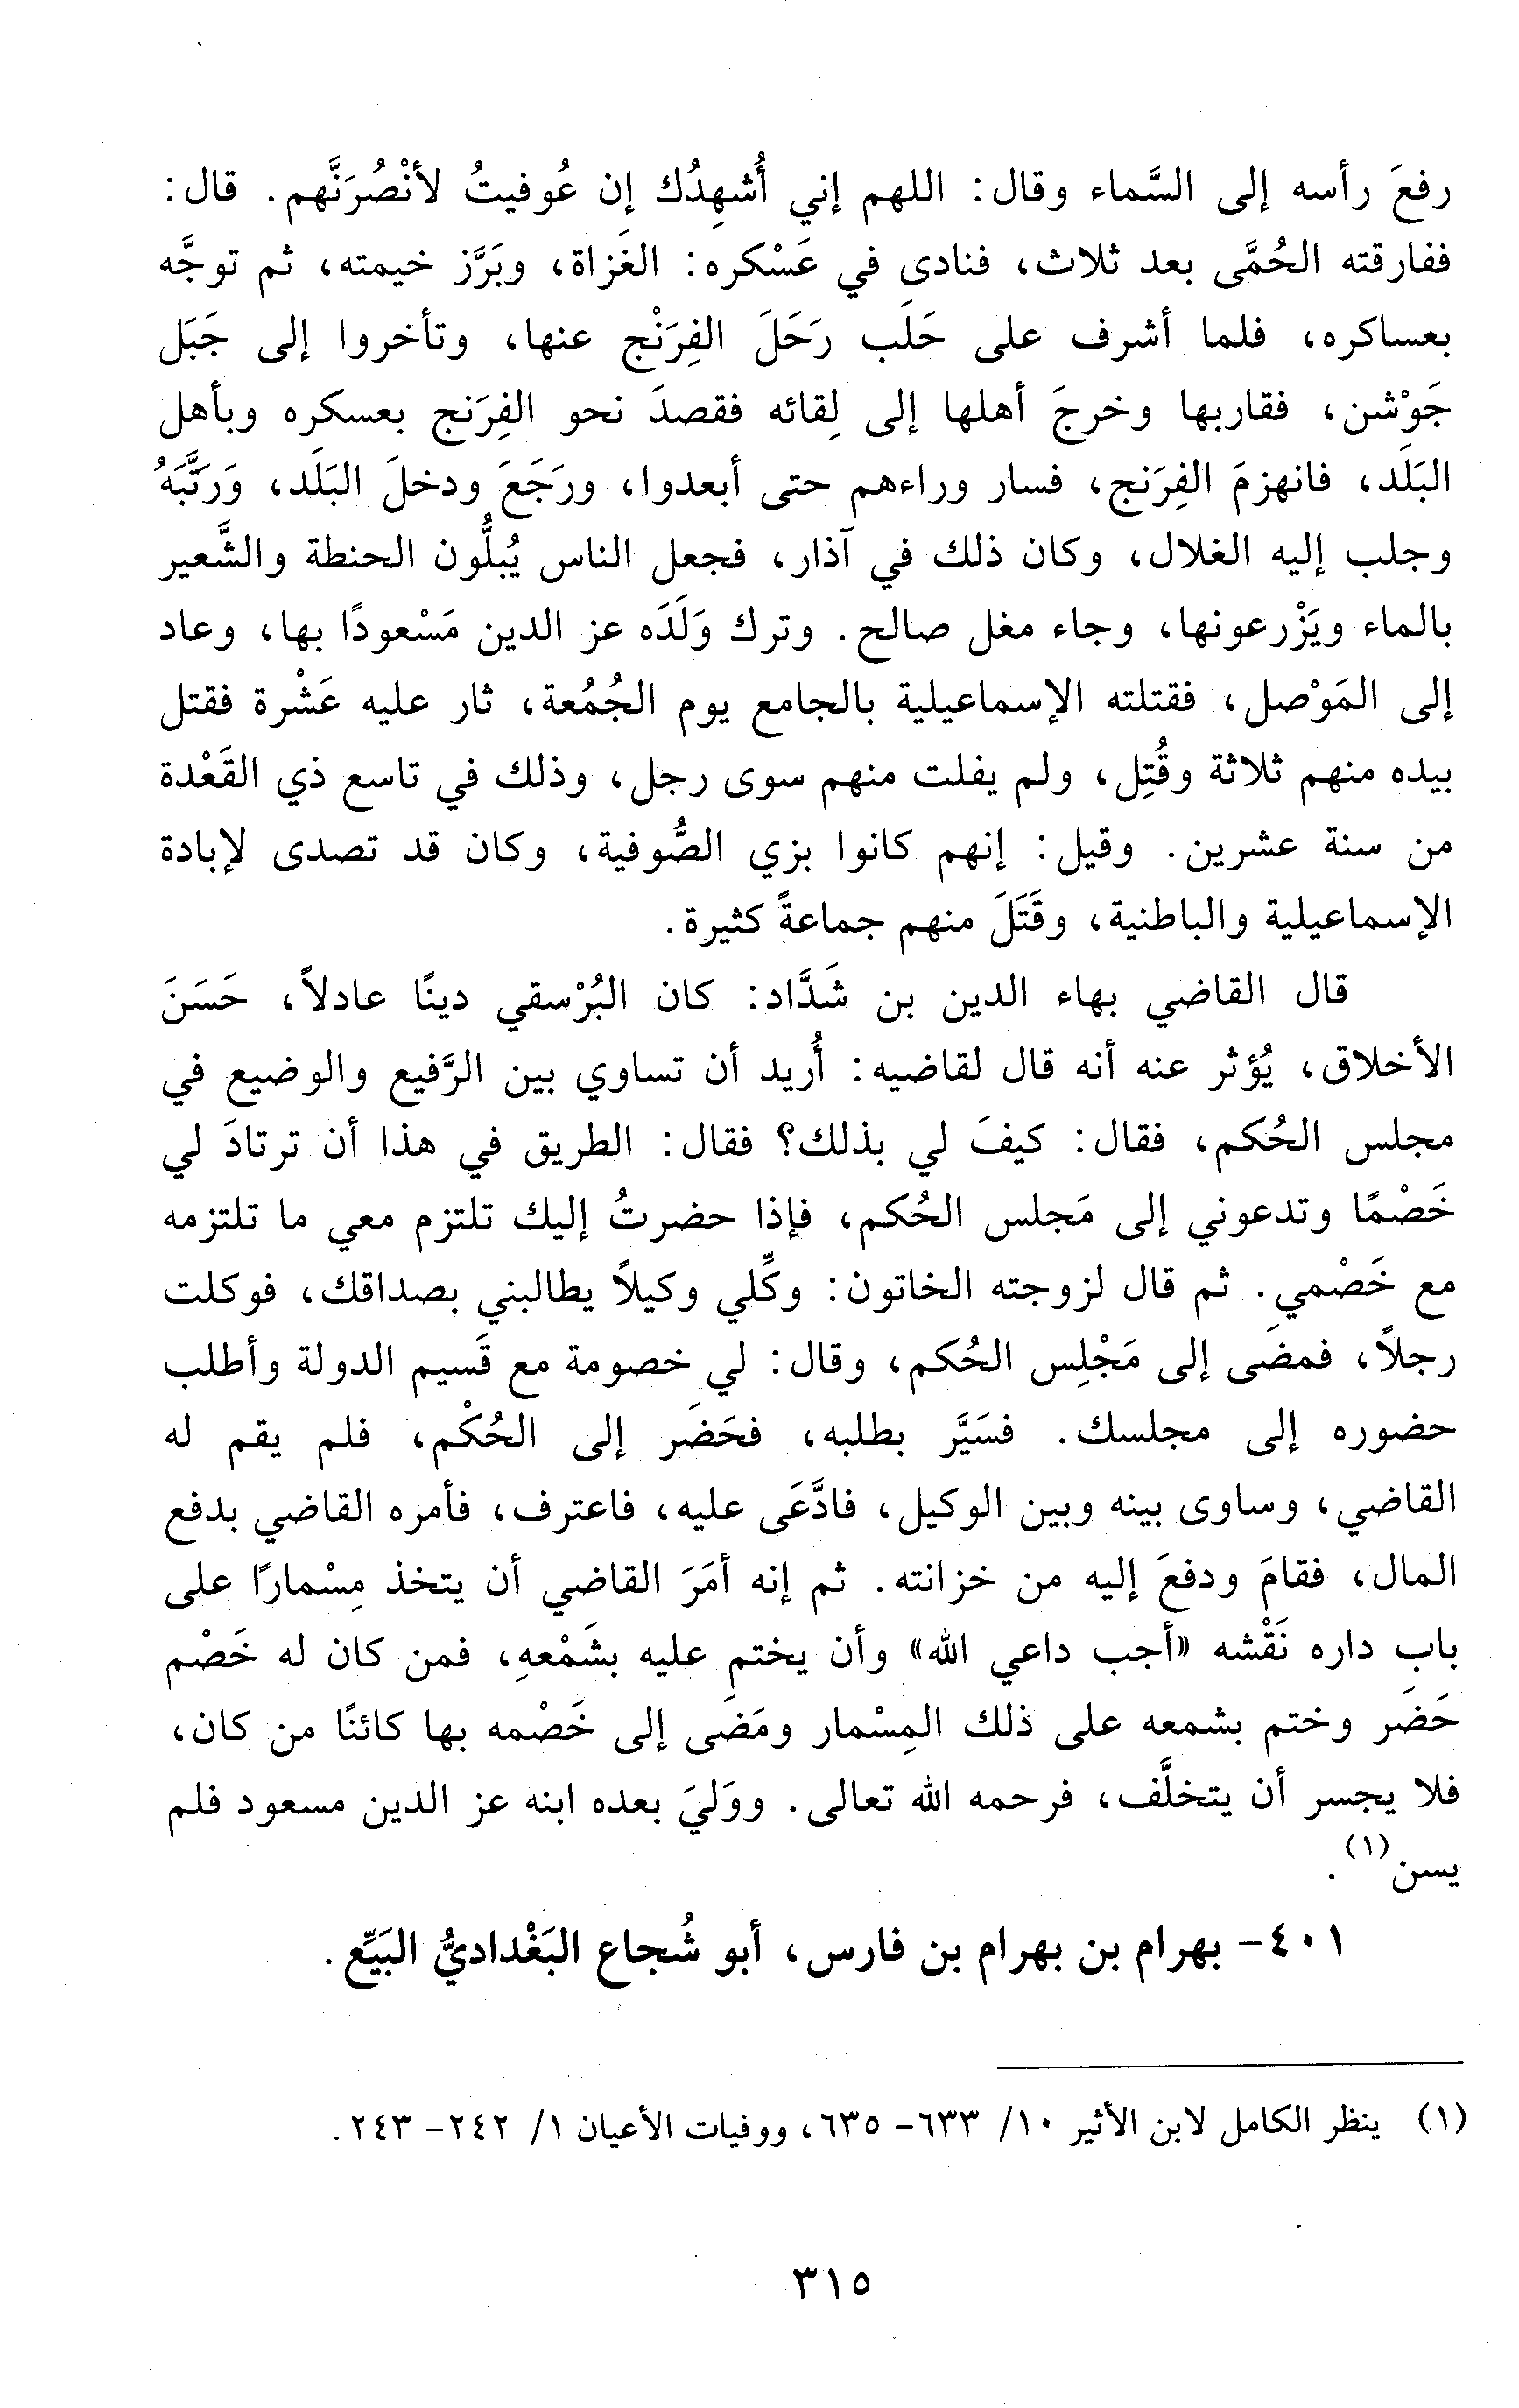 رفعَ رأسه إلى السَّماء وقال: اللهم إني أُشهِدُك إن عُوفيتُ لأنْصُرَنَّهم. قال:
ففارقته الحُمَّى بعد ثلاث، فنادى في عَسْكره: الغَزاة، وبَرَّز خيمته، ثم توجَّه
بعساكره، فلما أشرف على حَلَب رَحَلَ الفِرَنْج عنها، وتأخروا إلى جَبَل
جَوْشن، فقاربها وخرجَ أهلها إلى لِقائه فقصدَ نحو الفِرَنج بعسكره وبأهل
البَلَد، فانهزمَ الفِرَنج، فسار وراءهم حتى أبعدوا، ورَجَعَ ودخلَ البَلَد، وَرَتَّبَهُ
وجلب إليه الغلال، وكان ذلك في آذار، فجعل الناس يُبلُّون الحنطة والشَّعير
بالماء ويَزْرعونها، وجاء مغل صالح. وترك وَلَدَه عز الدين مَسْعودًا بها، وعاد
إلى المَوْصل، فقتلته الإسماعيلية بالجامع يوم الجُمُعة، ثار عليه عَشْرة فقتل
بيده منهم ثلاثة وقُتِل، ولم يفلت منهم سوى رجل، وذلك في تاسع ذي القَعْدة
من سنة عشرين. وقيل: إنهم كانوا بزي الصُّوفية، وكان قد تصدى لإبادة
الإسماعيلية والباطنية، وقَتَلَ منهم جماعةً كثيرة.
قال القاضي بهاء الدين بن شَدَّاد: كان البُرْسقي دينًا عادلاً، حَسَنَ
الأخلاق، يُؤثر عنه أنه قال لقاضيه: أُريد أن تساوي بين الرَّفيع والوضيع في
مجلس الحُكم، فقال: كيفَ لي بذلك؟ فقال: الطريق في هذا أن ترتادَ لي
خَصْمًا وتدعوني إلى مَجلس الحُكم، فإذا حضرتُ إليك تلتزم معي ما تلتزمه
مع خَصْمي. ثم قال لزوجته الخاتون: وكِّلي وكيلاً يطالبني بصداقك، فوكلت
رجلاً، فمضَى إلى مَجْلِس الحُكم، وقال: لي خصومة مع قَسيم الدولة وأطلب
حضوره إلى مجلسك. فسَيَّر بطلبه، فحَضَر إلى الحُكْم، فلم يقم له
القاضي، وساوى بينه وبين الوكيل، فادَّعَى عليه، فاعترف، فأمره القاضي بدفع
المال، فقامَ ودفعَ إليه من خزانته. ثم إنه أمَرَ القاضي أن يتخذ مِسْمارًا على
باب داره نَقْشه «أجب داعي الله» وأن يختم عليه بشَمْعهِ، فمن كان له خَصْم
حَضَر وختم بشمعه على ذلك المِسْمار ومَضَى إلى خَصْمه بها كائنًا من كان،
فلا يجسر أن يتخلَّف، فرحمه الله تعالى. ووَليَ بعده ابنه عز الدين مسعود فلم
يسن(١).
٤٠١- بهرام بن بهرام بن فارس، أبو شُجاع البَغْداديُّ البَيِّع.
(١) ينظر الكامل لابن الأثير ١٠/ ٦٣٣- ٦٣٥، ووفيات الأعيان ١/ ٢٤٢- ٢٤٣.
٣١٥